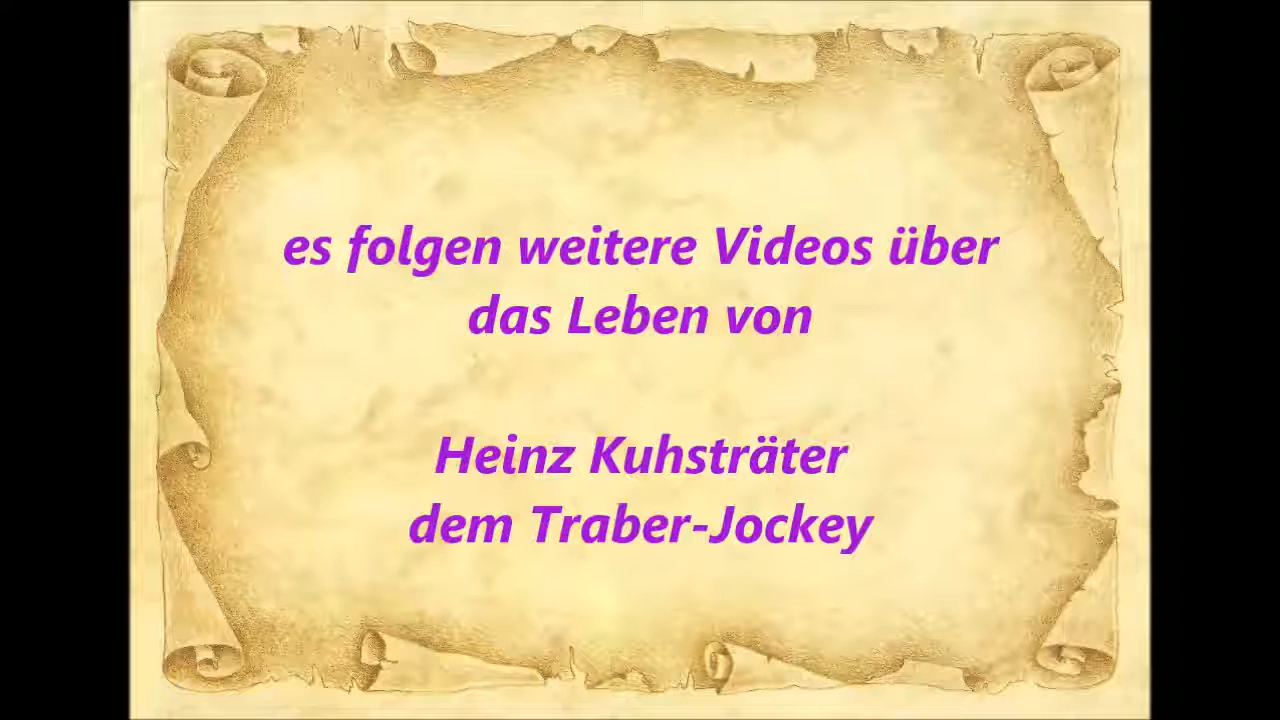 es folgen weitere Videos über
das Leben von
Heinz Kuhsträter
dem Traber-Jockey